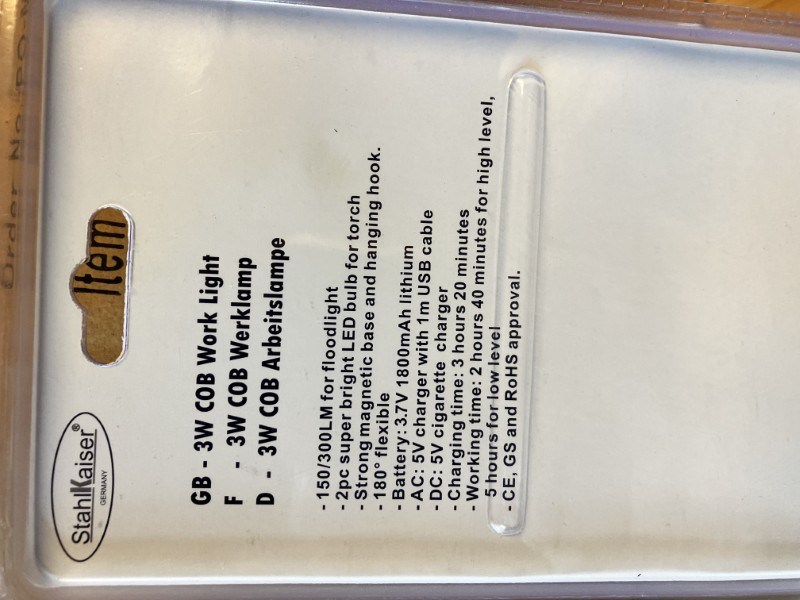 Order No
Item
StahlKaiser®
GERMANY
GB - 3W COB Work Light
F - 3W COB Werklamp
D - 3W COB Arbeitslampe
- 150/300LM for floodlight
- 2pc super bright LED bulb for torch
- Strong magnetic base and hanging hook.
- 180° flexible
- Battery: 3.7V 1800mAh lithium
- AC: 5V charger with 1m USB cable
- DC: 5V cigarette charger
- Charging time: 3 hours 20 minutes
- Working time: 2 hours 40 minutes for high level,
5 hours for low level
- CE, GS and RoHS approval.